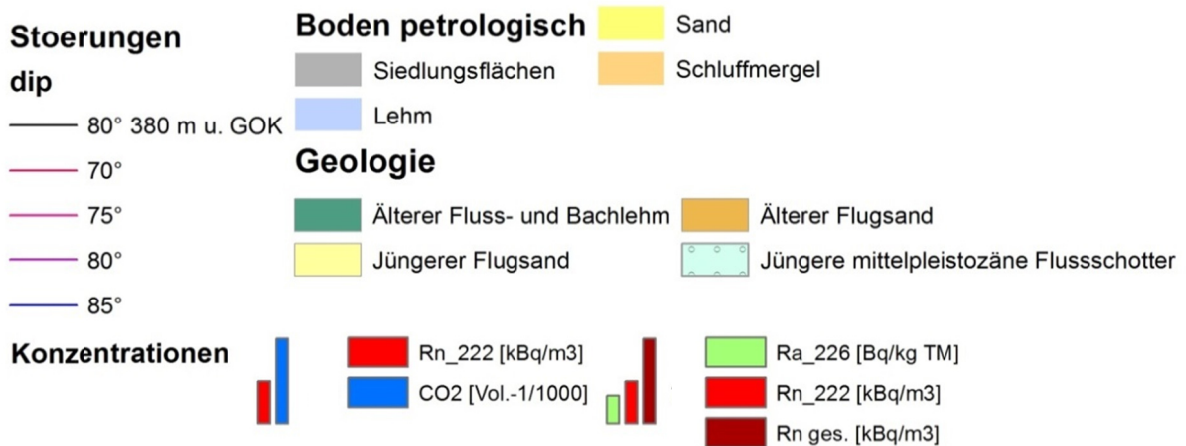 Stoerungen
dip
80° 380 m u. GOK
70°
75°
80°
85°
Boden petrologisch
Siedlungsflächen
Lehm
Sand
Schluffmergel
Geologie
Älterer Fluss- und Bachlehm
Jüngerer Flugsand
Älterer Flugsand
Jüngere mittelpleistozäne Flussschotter
Konzentrationen
Rn_222 [kBq/m3]
CO2 [Vol.-1/1000]
Ra_226 [Bq/kg TM]
Rn_222 [kBq/m3]
Rn ges. [kBq/m3]